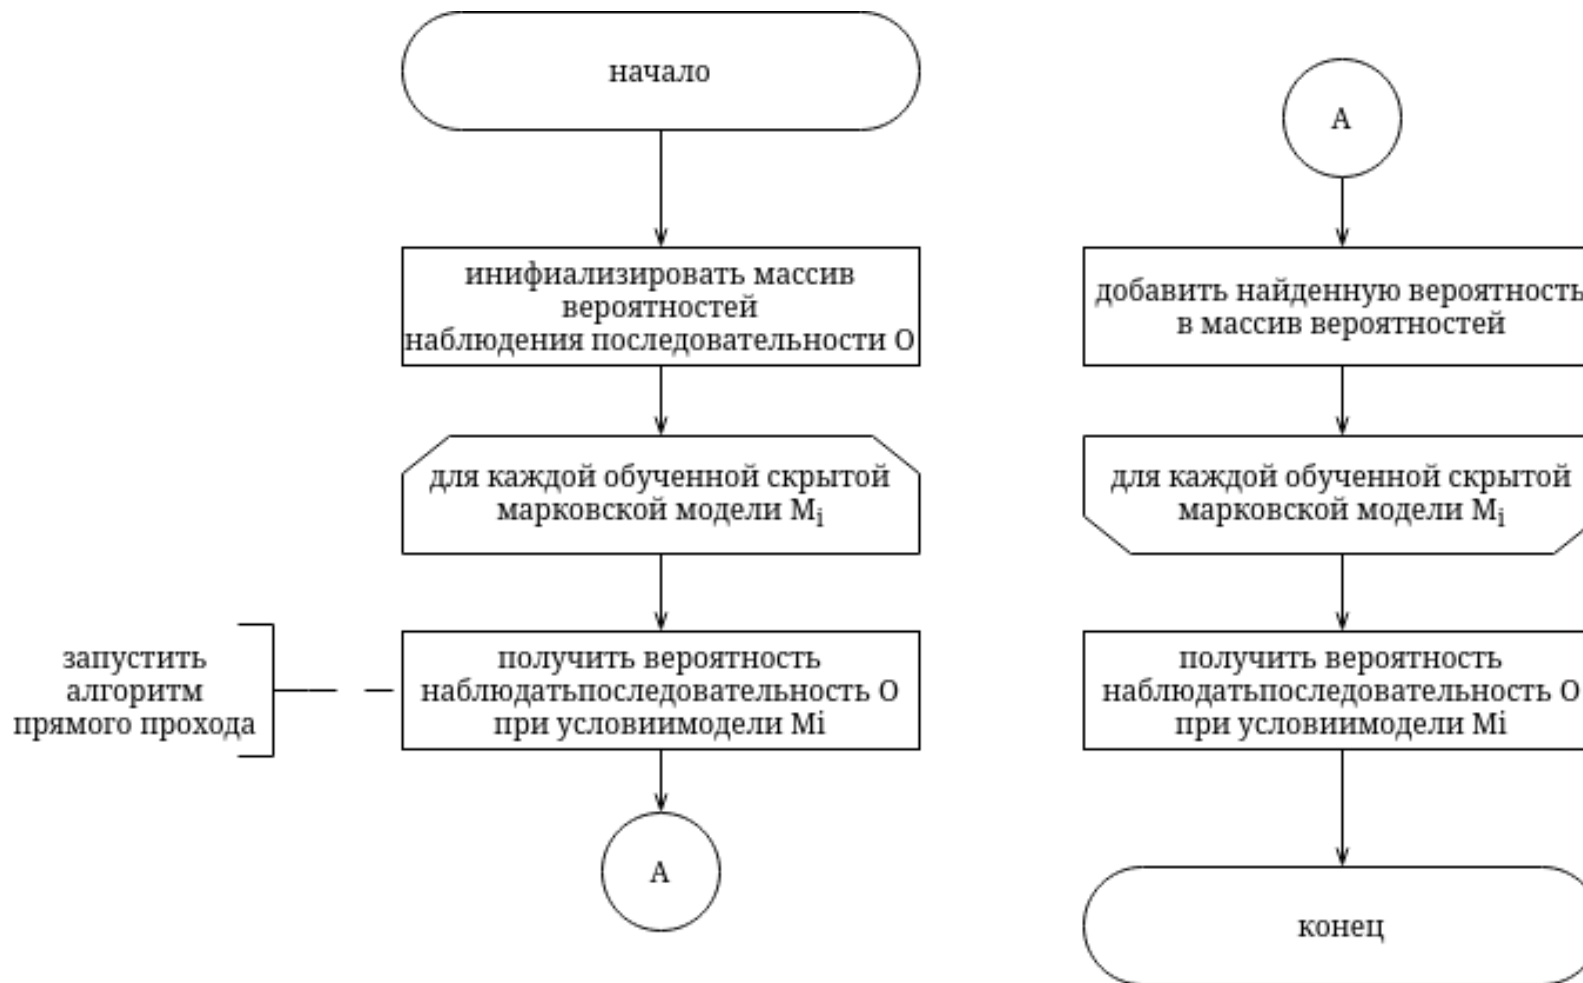 начало
инифиализировать массив
вероятностей
наблюдения последовательности О
для каждой обученной скрытой
марковской модели Mi
запустить
алгоритм
прямого прохода
получить вероятность
наблюдатьпоследовательность О
при условиимодели Mi
А
А
добавить найденную вероятность
в массив вероятностей
для каждой обученной скрытой
марковской модели Mi
получить вероятность
наблюдатьпоследовательность О
при условиимодели Mi
конец